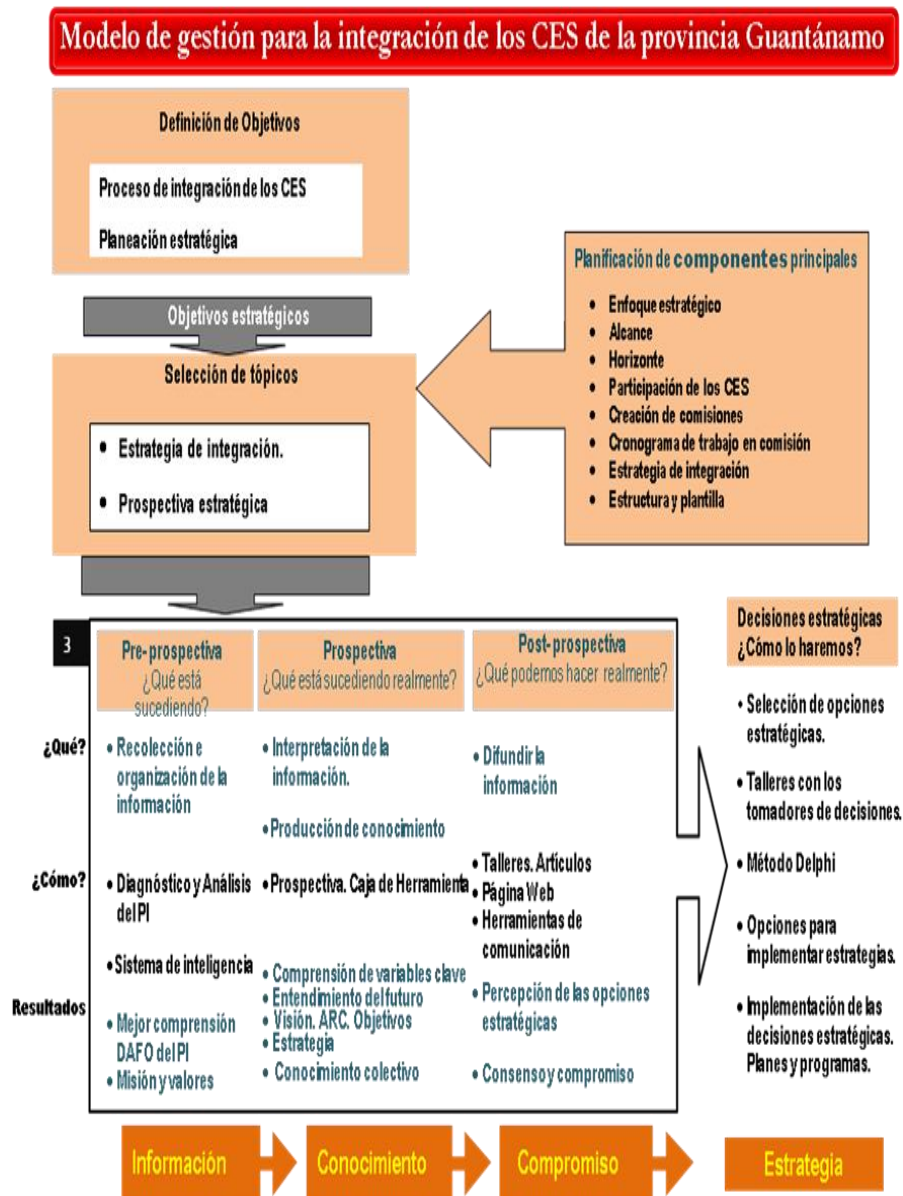 Modelo de gestión para la integración de los CES de la provincia Guantánamo
Definición de Objetivos
Proceso de integración de los CES
Planeación estratégica
Objetivos estratégicos
Selección de tópicos
• Estrategia de integración.
• Prospectiva estratégica
Planificación de componentes principales
• Enfoque estratégico
• Alcance
• Horizonte
• Participación de los CES
• Creación de comisiones
• Cronograma de trabajo en comisión
• Estrategia de integración
• Estructura y plantilla
3
Pre-prospectiva
¿Qué está
sucediendo?
Prospectiva
¿Qué está sucediendo realmente?
Post-prospectiva
¿Qué podemos hacer realmente?
¿Qué?
• Recolección e
organización de la
información
• Interpretación de la
información.
• Producción de conocimiento
• Difundir la
información
¿Cómo?
• Diagnóstico y Análisis
del PI
• Sistema de inteligencia
• Prospectiva. Caja de Herramienta
• Talleres. Artículos
• Página Web
• Herramientas de
comunicación
Resultados
• Mejor comprensión
DAFO del PI
• Misión y valores
• Comprensión de variables clave
• Entendimiento del futuro
• Visión. ARC. Objetivos
• Estrategia
• Conocimiento colectivo
• Percepción de las opciones
estratégicas
• Consenso y compromiso
Decisiones estratégicas
¿Cómo lo haremos?
• Selección de opciones
estratégicas.
• Talleres con los
tomadores de decisiones.
• Método Delphi
• Opciones para
implementar estrategias.
• Implementación de las
decisiones estratégicas.
Planes y programas.
Información
Conocimiento
Compromiso
Estrategia